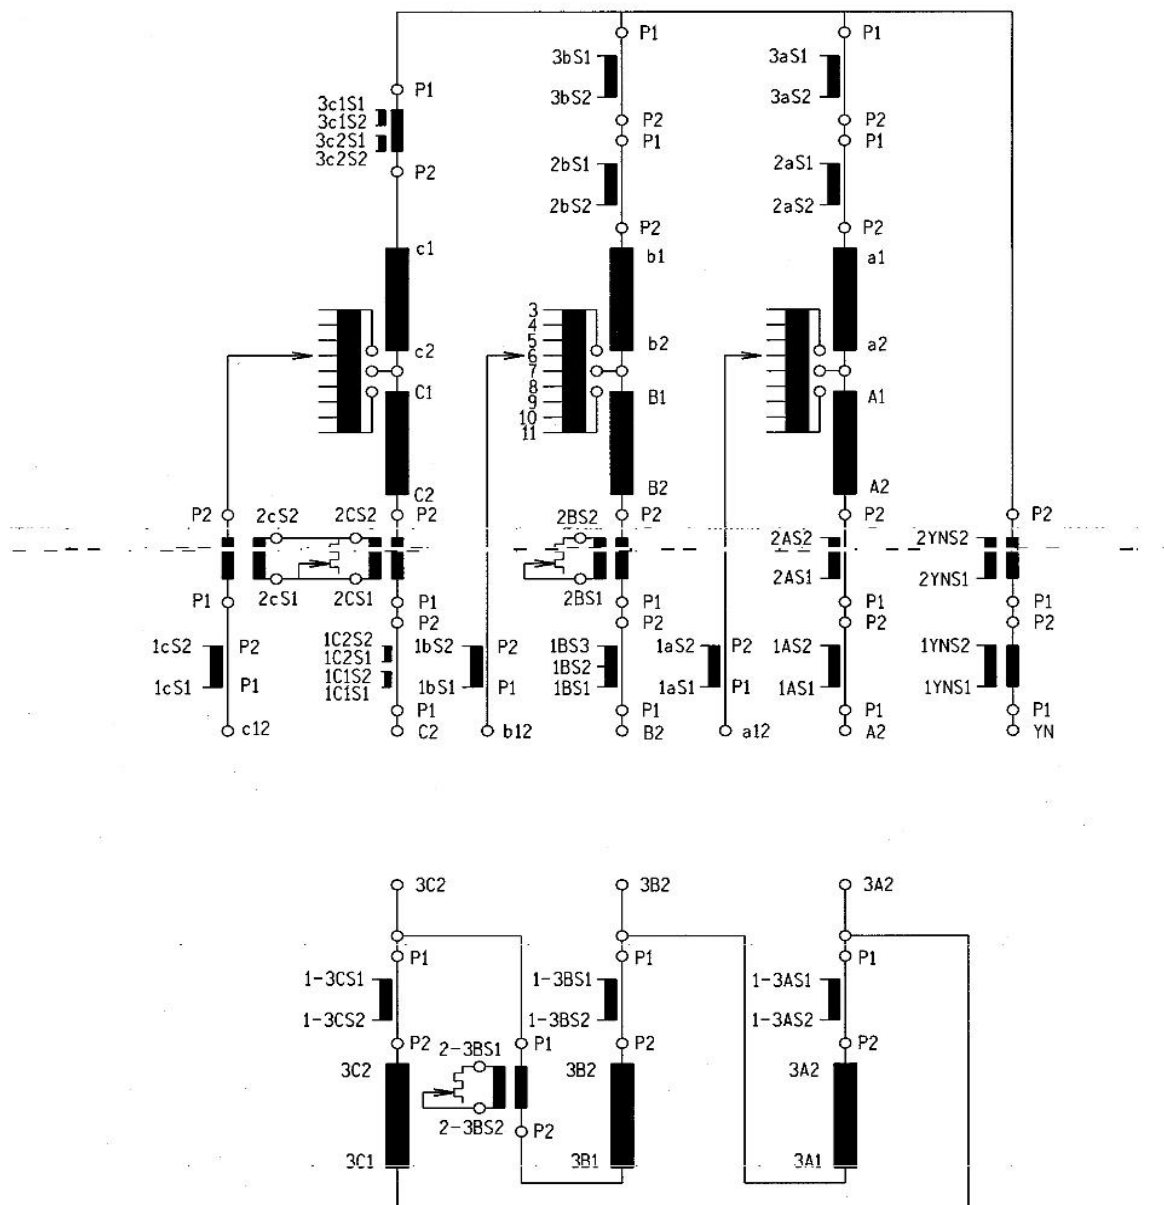 P1 P1
3bS1 3aS1
P1
3bS2 3aS2
3c1S1
3c1S2 P2 P2
3c2S1 P1 P1
3c2S2
2bS1 2aS1
P2
2bS2 2aS2
P2 P2
c1 b1 a1
3
4
5
c2 6 b2 a2
7
C1 8 B1 A1
9
10
11
C2 B2 A2
P2 2cS2 2CS2 P2 2BS2 P2 P2 P2
2AS2 2YNS2
2AS1 2YNS1
P1 2cS1 2CS1 P1 2BS1 P1 P1 P1
P2 P2 P2 P2
1cS2 P2 1C2S2 1bS2 P2 1BS3 1aS2 P2 1AS2 1YNS2
1C2S1 1BS2
1C1S2
1cS1 P1 1C1S1 1bS1 P1 1BS1 1aS1 P1 1AS1 1YNS1
P1 P1 P1 P1
c12 C2 b12 B2 a12 A2 YN
3C2 3B2 3A2
P1 P1 P1
1-3CS1 1-3BS1 1-3AS1
1-3CS2 1-3BS2 1-3AS2
P2 2-3BS1 P1 P2 P2
3C2 3B2 3A2
2-3BS2 P2
3C1 3B1 3A1